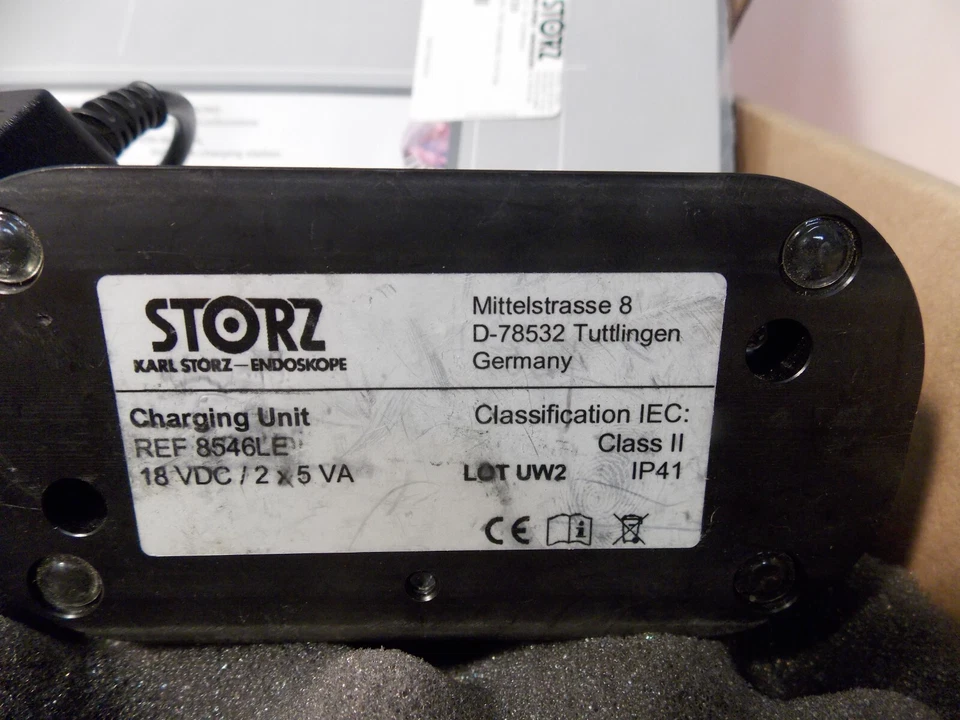 STORZ
STORZ
KARL STORZ—ENDOSKOPE
Mittelstrasse 8
D-78532 Tuttlingen
Germany
Charging Unit
REF 8546LE
18 VDC / 2 x 5 VA
Classification IEC:
Class II
LOT UW2
IP41
CE